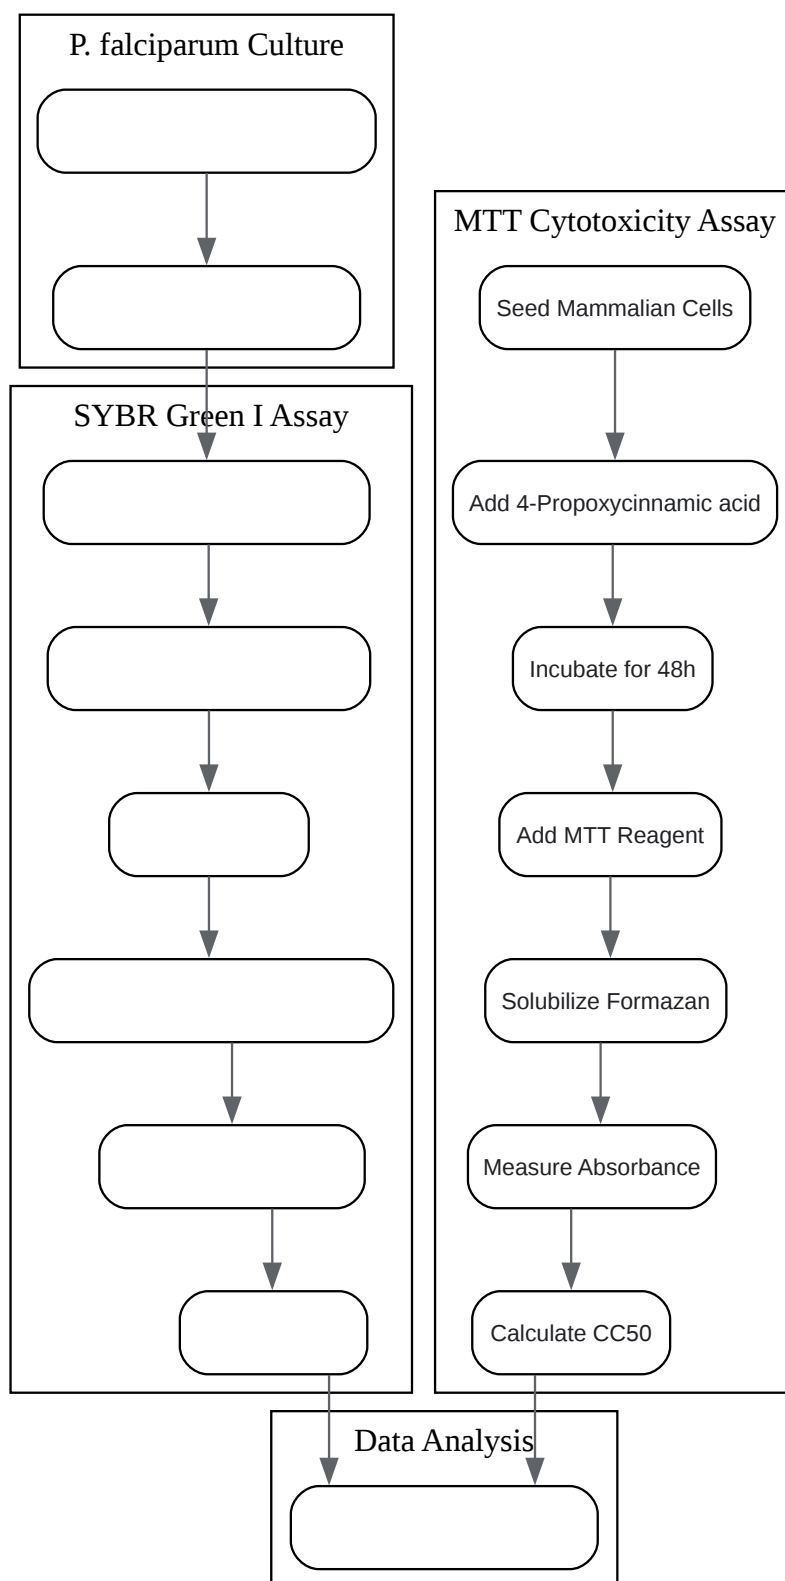 P. falciparum Culture
SYBR Green I Assay
MTT Cytotoxicity Assay
Seed Mammalian Cells
Add 4-Propoxycinnamic acid
Incubate for 48h
Add MTT Reagent
Solubilize Formazan
Measure Absorbance
Calculate CC50
Data Analysis